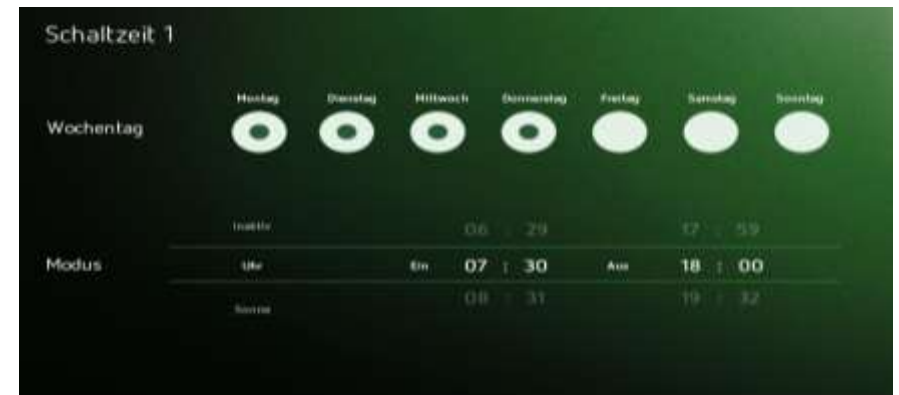 Schaltzeit 1
Montag Dienstag Mittwoch Donnerstag Freitag Samstag Sonntag
Wochentag
Inaktiv 06 : 29 17 : 59
Modus Uhr Ein 07 : 30 Aus 18 : 00
Sonne 08 : 31 19 : 32